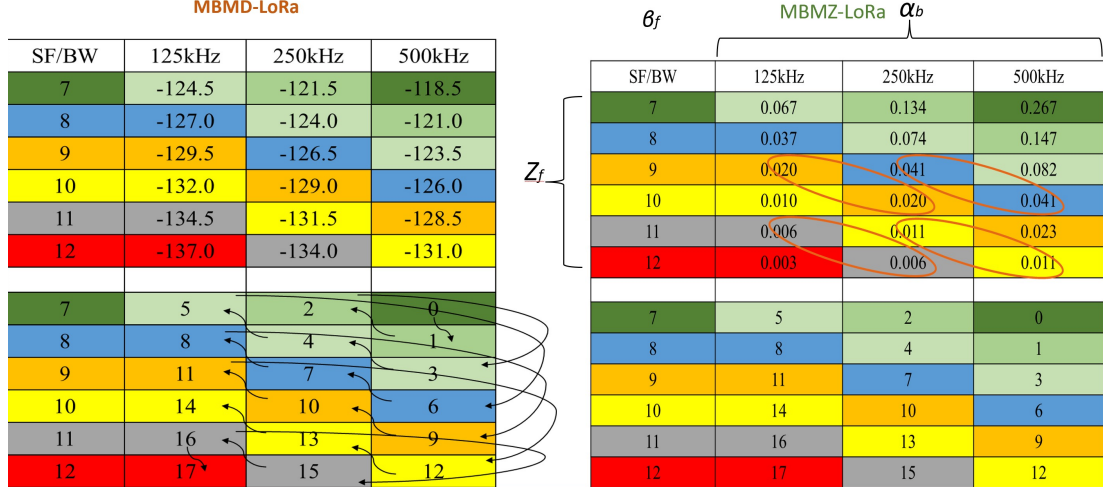 MBMD-LoRa
SF/BW 125kHz 250kHz 500kHz
7 -124.5 -121.5 -118.5
8 -127.0 -124.0 -121.0
9 -129.5 -126.5 -123.5
10 -132.0 -129.0 -126.0
11 -134.5 -131.5 -128.5
12 -137.0 -134.0 -131.0
7 5 2 0
8 8 4 1
9 11 7 3
10 14 10 6
11 16 13 9
12 17 15 12
β_f MBMZ-LoRa α_b
SF/BW 125kHz 250kHz 500kHz
Z_f
7 0.067 0.134 0.267
8 0.037 0.074 0.147
9 0.020 0.041 0.082
10 0.010 0.020 0.041
11 0.006 0.011 0.023
12 0.003 0.006 0.011
7 5 2 0
8 8 4 1
9 11 7 3
10 14 10 6
11 16 13 9
12 17 15 12